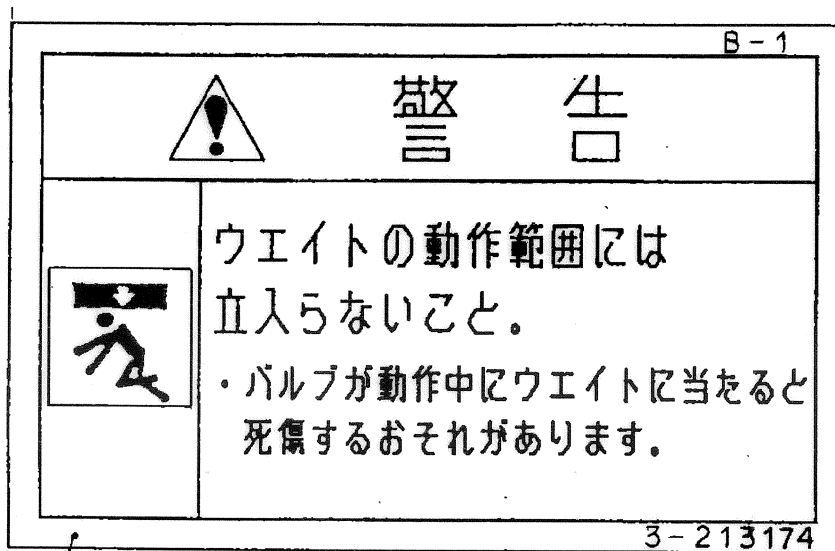 B-1
警告
ウエイトの動作範囲には
立入らないこと。
・バルブが動作中にウエイトに当たると
死傷するおそれがあります。
3-213174